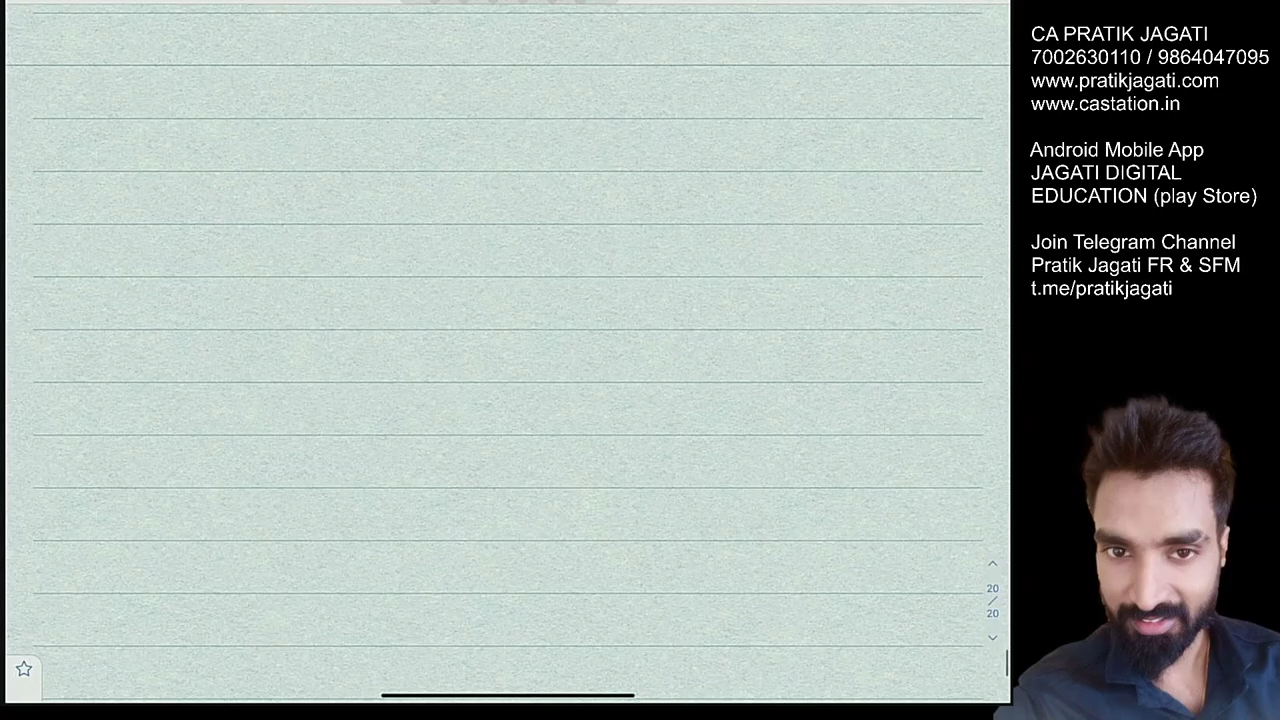 CA PRATIK JAGATI
7002630110 / 9864047095
www.pratikjagati.com
www.castation.in
Android Mobile App
JAGATI DIGITAL
EDUCATION (play Store)
Join Telegram Channel
Pratik Jagati FR & SFM
t.me/pratikjagati
20
/
20